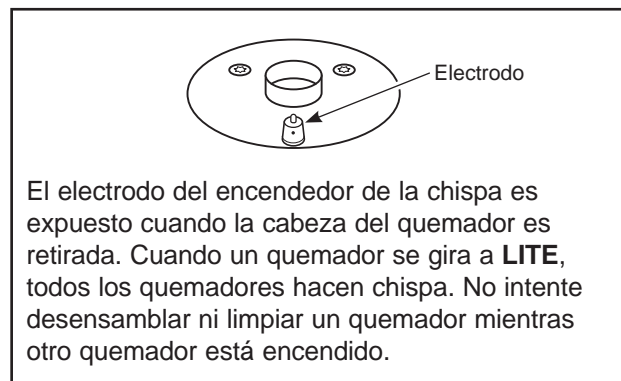 Electrodo
El electrodo del encendedor de la chispa es
expuesto cuando la cabeza del quemador es
retirada. Cuando un quemador se gira a LITE,
todos los quemadores hacen chispa. No intente
desensamblar ni limpiar un quemador mientras
otro quemador está encendido.